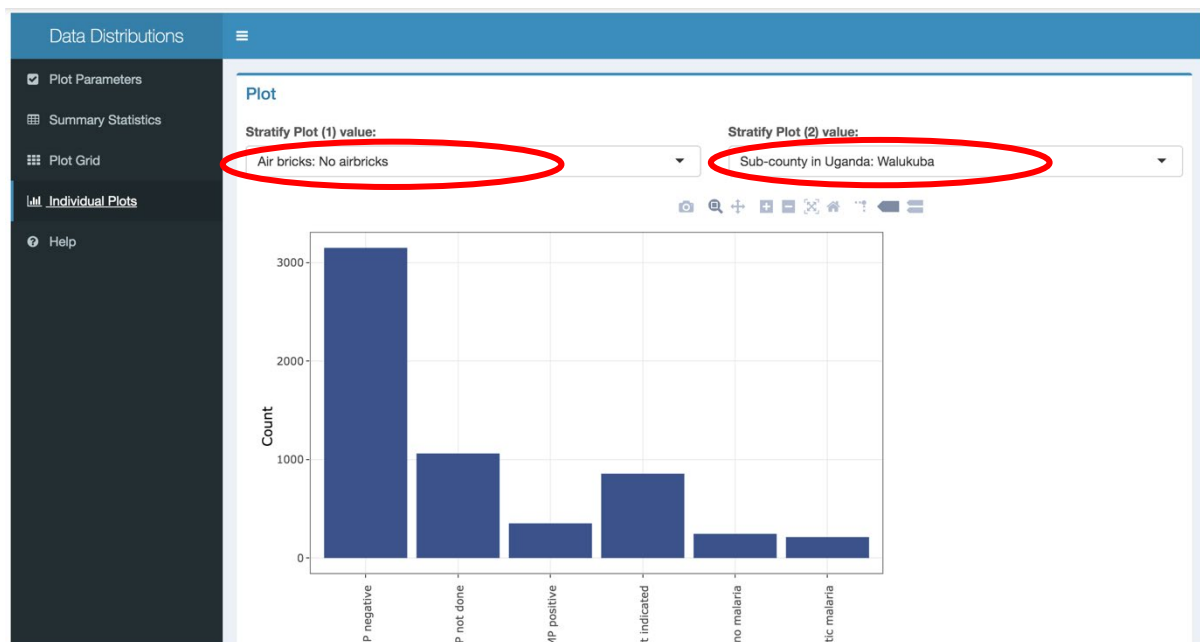 Data Distributions
Plot Parameters
Summary Statistics
Plot Grid
Individual Plots
Help
Plot
Stratify Plot (1) value:
Stratify Plot (2) value:
Air bricks: No airbricks
Sub-county in Uganda: Walukuba
3000
2000
1000
0
Count
P negative
P not done
MP positive
t indicated
no malaria
tic malaria